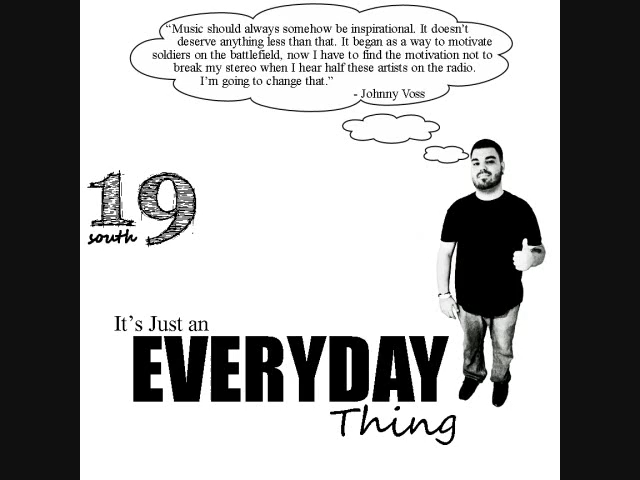 “Music should always somehow be inspirational. It doesn't
deserve anything less than that. It began as a way to motivate
soldiers on the battlefield, now I have to find the motivation not to
break my stereo when I hear half these artists on the radio.
I'm going to change that.”
- Johnny Voss
19
south
It's Just an
EVERYDAY
Thing